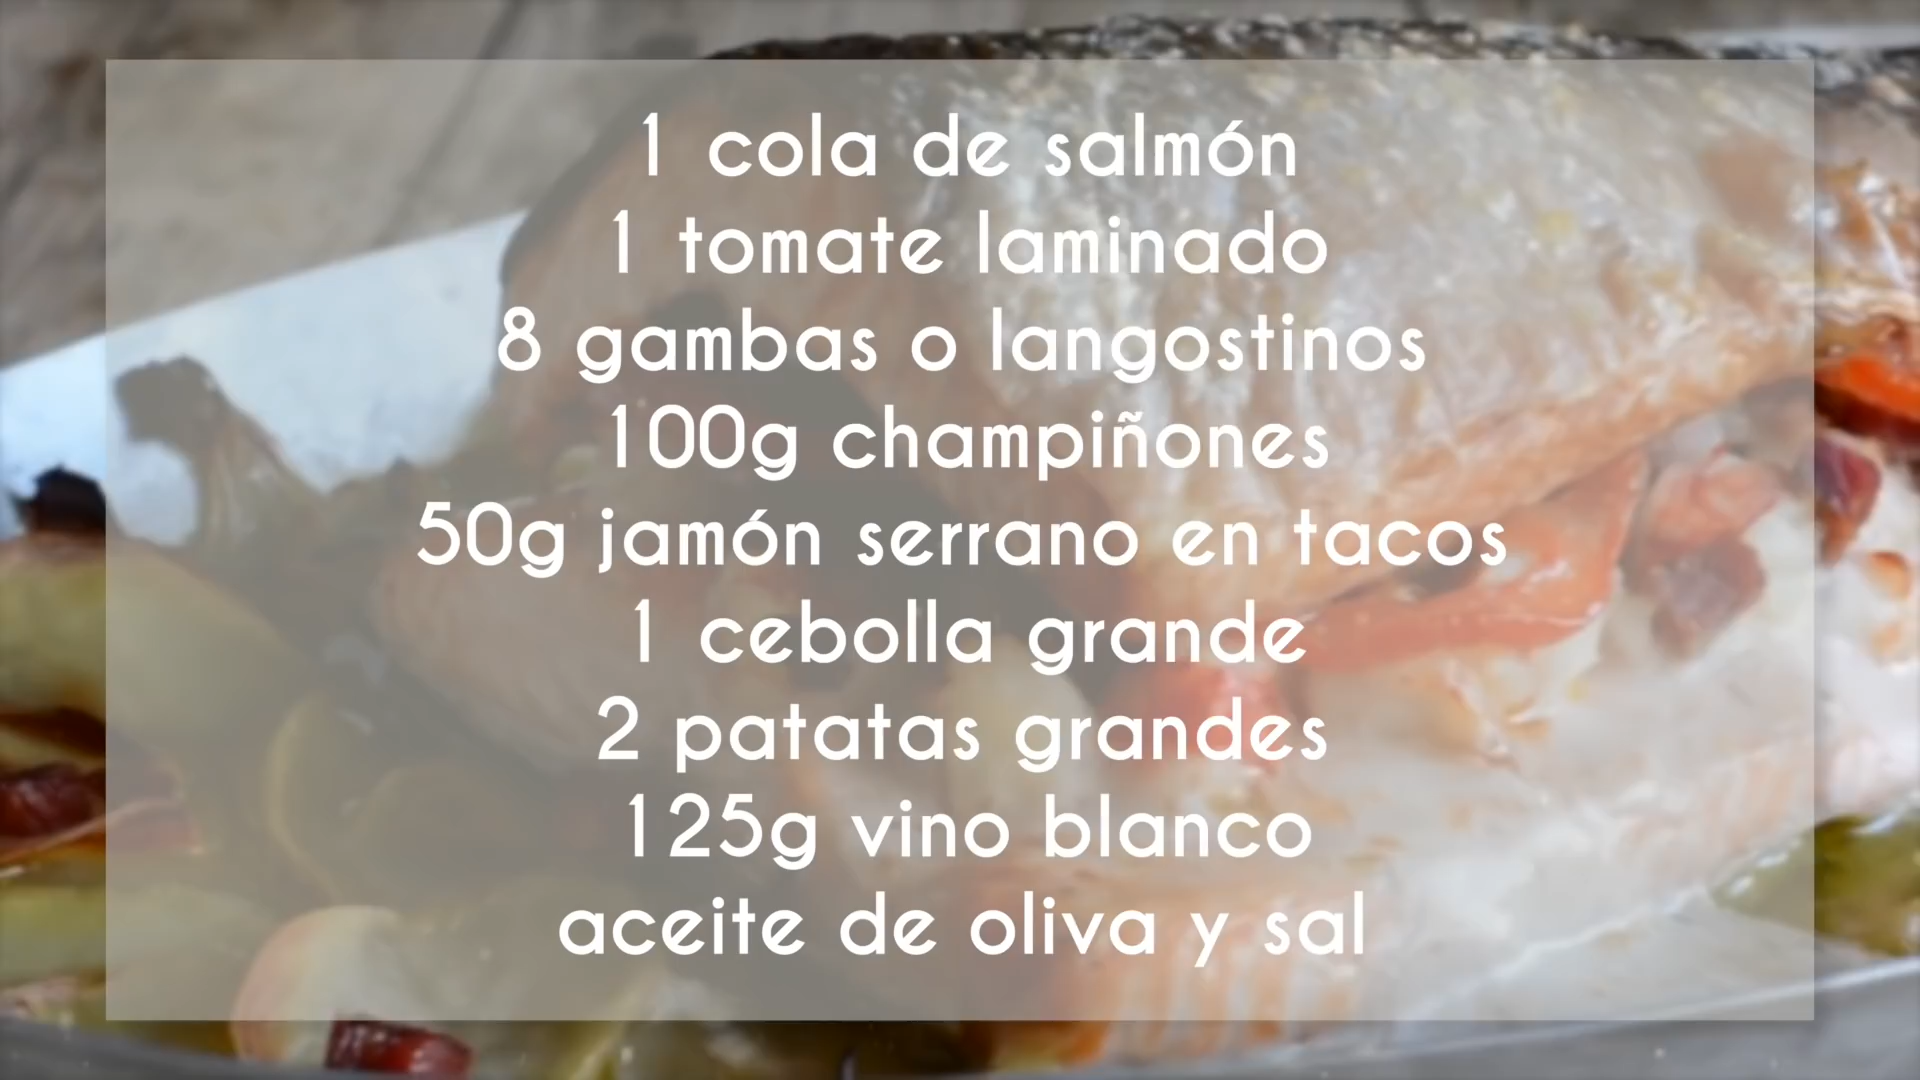 1 cola de salmón
1 tomate laminado
8 gambas o langostinos
100g champiñones
50g jamón serrano en tacos
1 cebolla grande
2 patatas grandes
125g vino blanco
aceite de oliva y sal